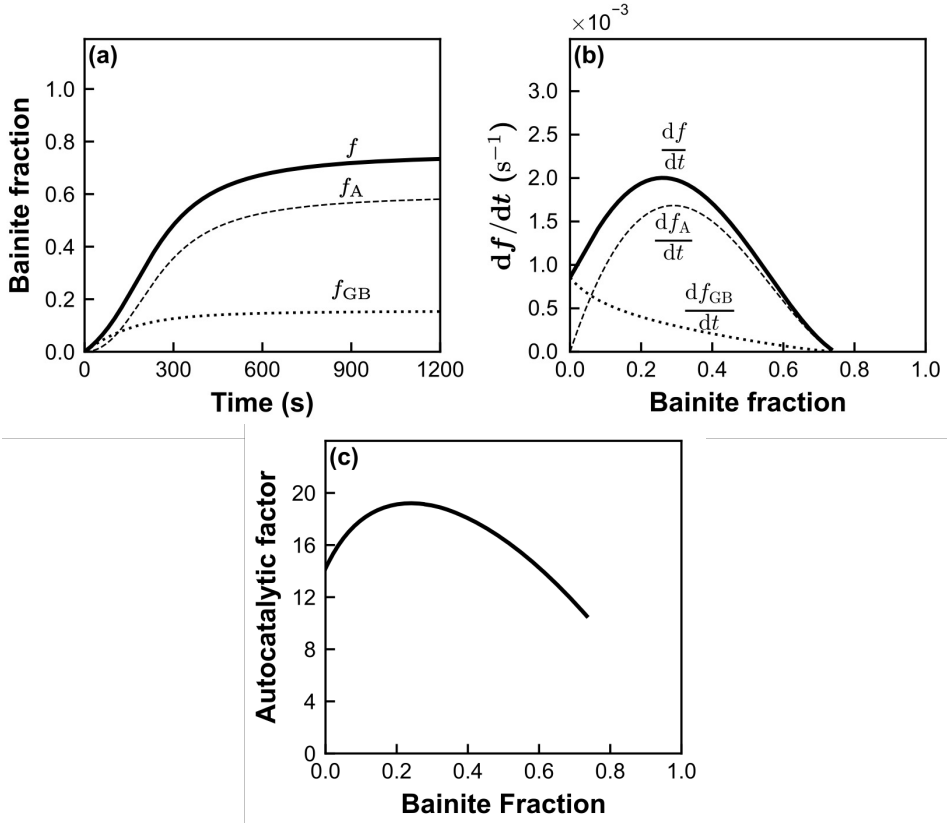 (a)
Bainite fraction
1.0
0.8
0.6
0.4
0.2
0.0
f
f_A
f_GB
0 300 600 900 1200
Time (s)
×10⁻³
(b)
df/dt (s⁻¹)
3.0
2.5
2.0
1.5
1.0
0.5
0.0
df/dt
df_A/dt
df_GB/dt
0.0 0.2 0.4 0.6 0.8 1.0
Bainite fraction
(c)
Autocatalytic factor
20
16
12
8
4
0
0.0 0.2 0.4 0.6 0.8 1.0
Bainite Fraction